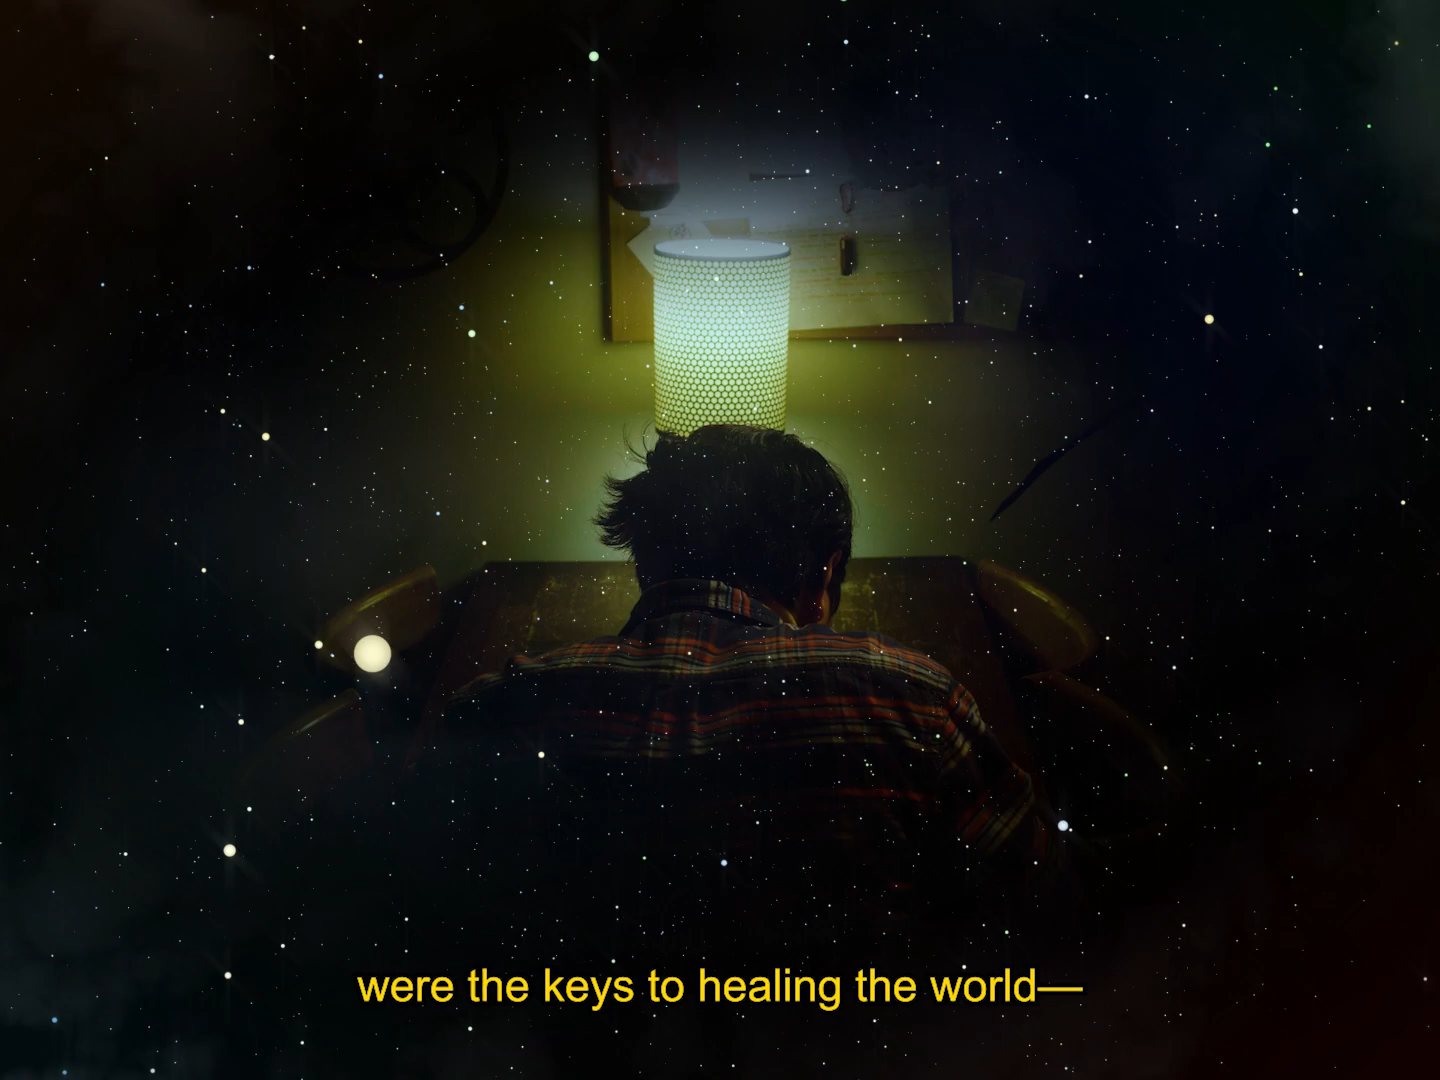 were the keys to healing the world—